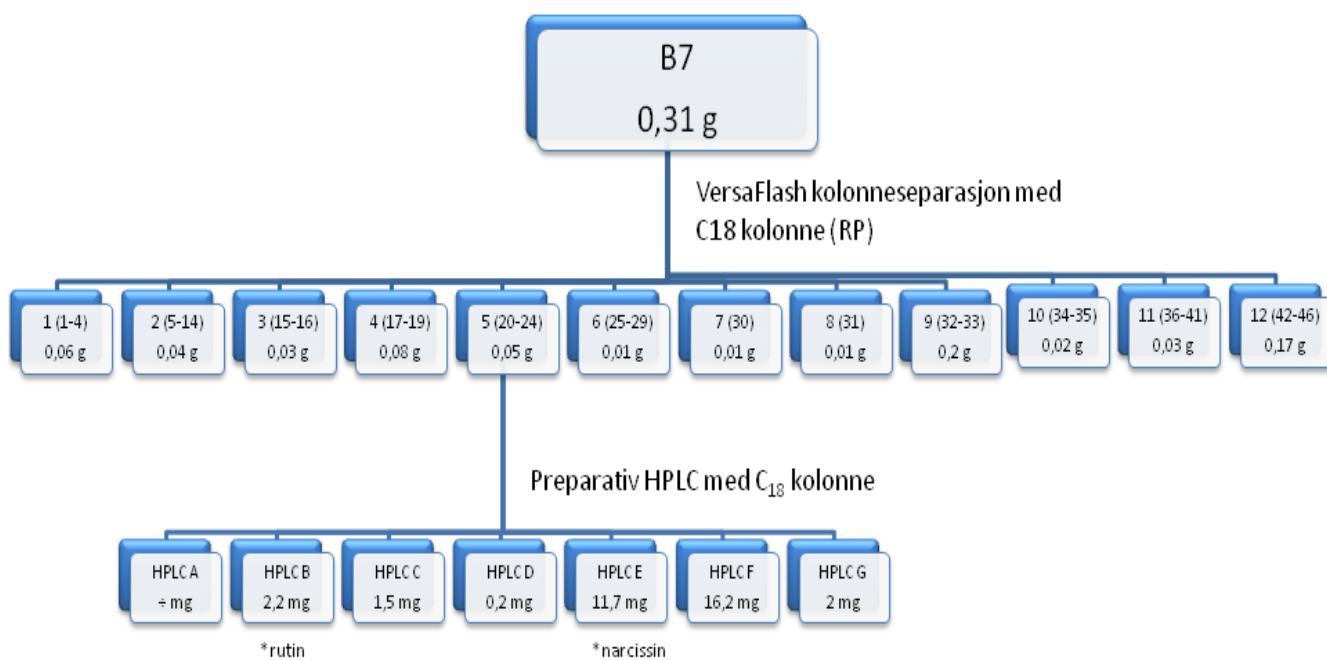 B7
0,31 g
VersaFlash kolonneseparasjon med
C18 kolonne (RP)
1 (1-4)
0,06 g
2 (5-14)
0,04 g
3 (15-16)
0,03 g
4 (17-19)
0,08 g
5 (20-24)
0,05 g
6 (25-29)
0,01 g
7 (30)
0,01 g
8 (31)
0,01 g
9 (32-33)
0,2 g
10 (34-35)
0,02 g
11 (36-41)
0,03 g
12 (42-46)
0,17 g
Preparativ HPLC med C₁₈ kolonne
HPLC A
÷ mg
HPLC B
2,2 mg
HPLC C
1,5 mg
HPLC D
0,2 mg
HPLC E
11,7 mg
HPLC F
16,2 mg
HPLC G
2 mg
*rutin
*narcissin